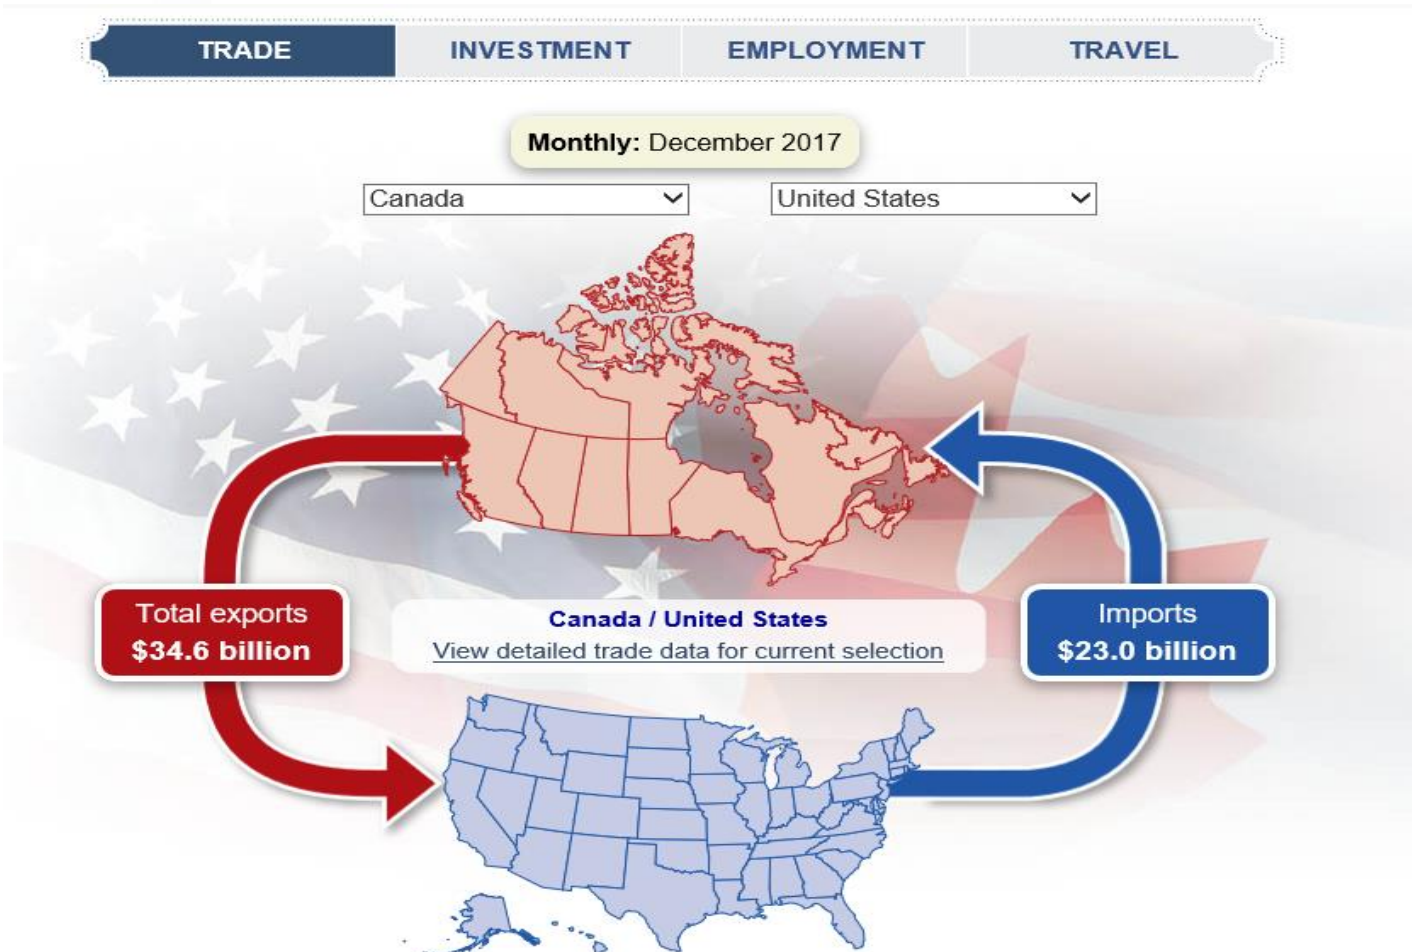 TRADE
INVESTMENT
EMPLOYMENT
TRAVEL
Monthly: December 2017
Canada
United States
Total exports
$34.6 billion
Canada / United States
View detailed trade data for current selection
Imports
$23.0 billion